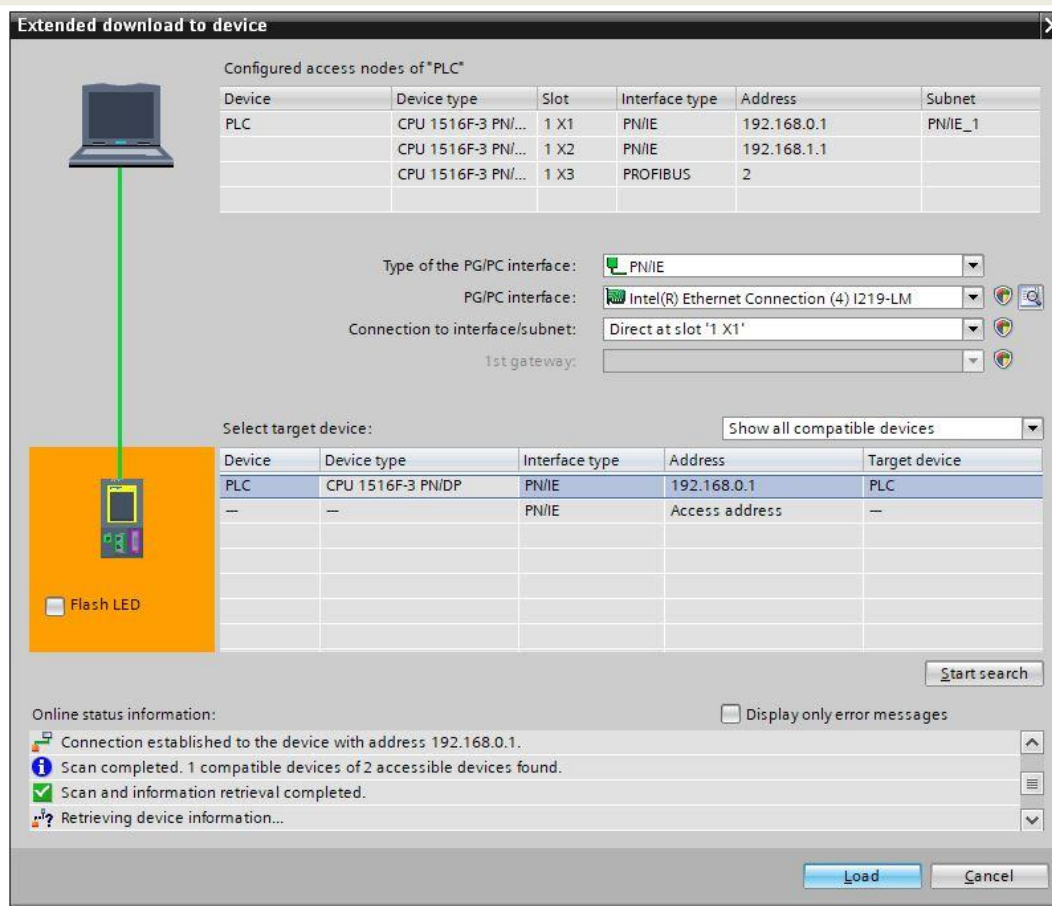 Extended download to device
Configured access nodes of "PLC"
Device Device type Slot Interface type Address Subnet
PLC CPU 1516F-3 PN/... 1 X1 PN/IE 192.168.0.1 PN/IE_1
CPU 1516F-3 PN/... 1 X2 PN/IE 192.168.1.1
CPU 1516F-3 PN/... 1 X3 PROFIBUS 2
Type of the PG/PC interface: PN/IE
PG/PC interface: Intel(R) Ethernet Connection (4) I219-LM
Connection to interface/subnet: Direct at slot '1 X1'
1st gateway:
Select target device: Show all compatible devices
Device Device type Interface type Address Target device
PLC CPU 1516F-3 PN/DP PN/IE 192.168.0.1 PLC
— — PN/IE Access address —
Flash LED
Start search
Online status information: Display only error messages
Connection established to the device with address 192.168.0.1.
Scan completed. 1 compatible devices of 2 accessible devices found.
Scan and information retrieval completed.
Retrieving device information...
Load Cancel